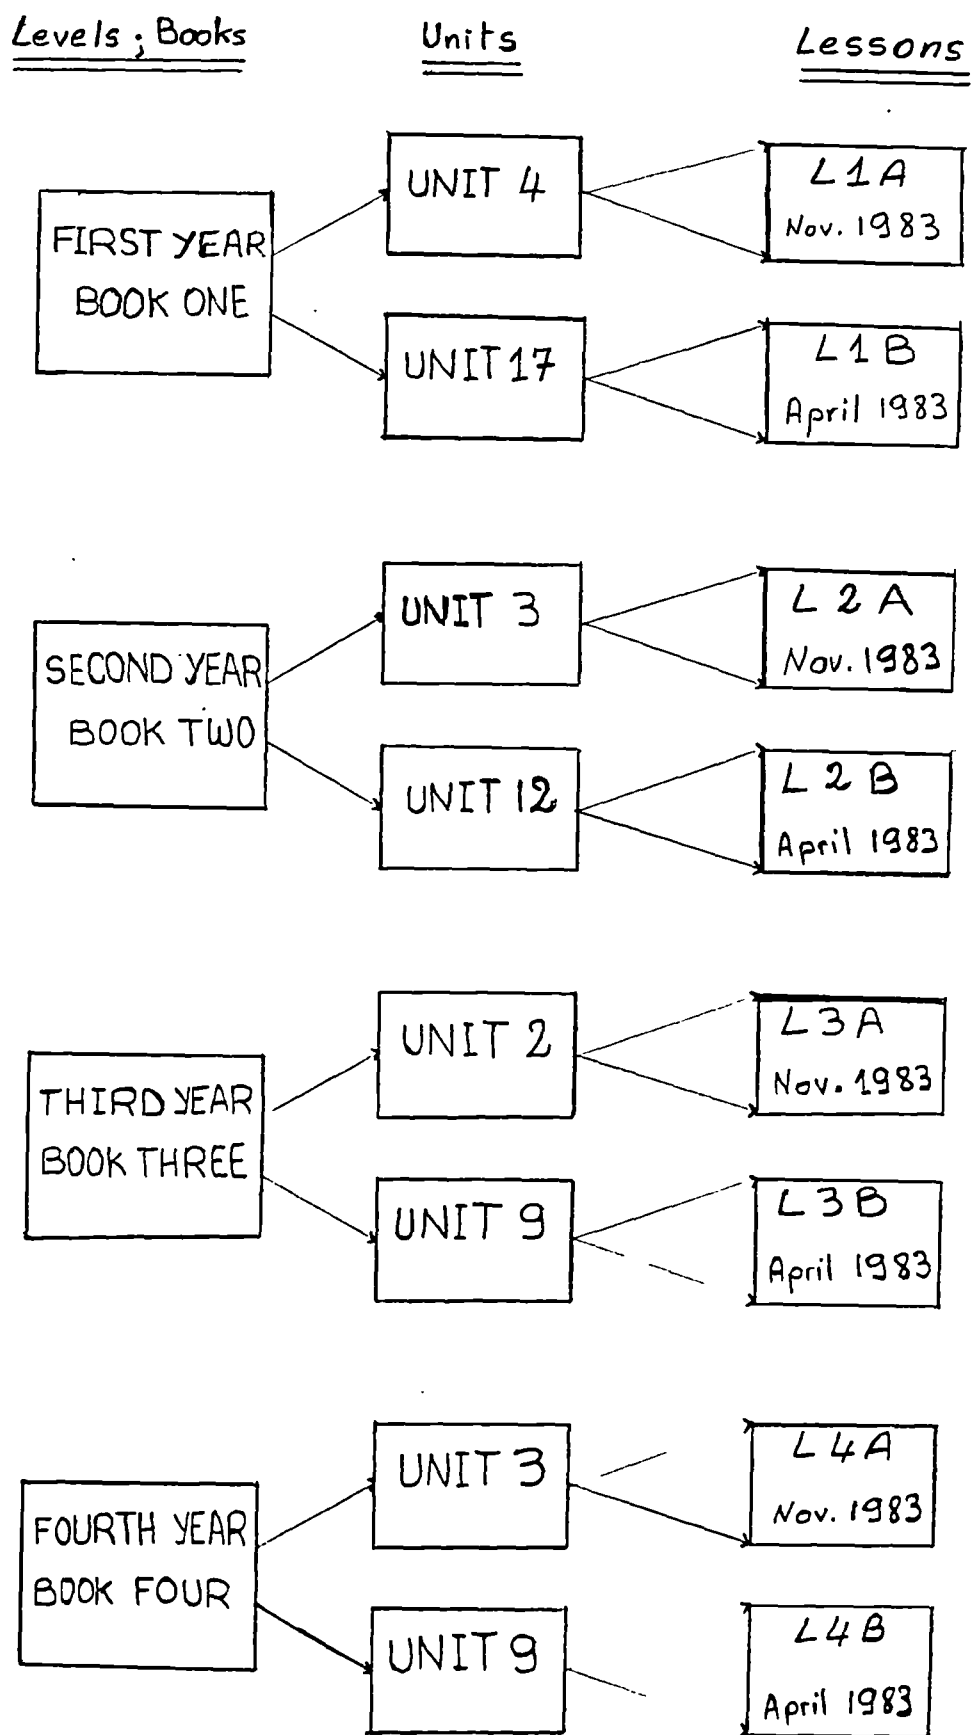 Levels ; Books
Units
Lessons
FIRST YEAR
BOOK ONE
UNIT 4
L1A
Nov. 1983
UNIT 17
L1B
April 1983
SECOND YEAR
BOOK TWO
UNIT 3
L2A
Nov. 1983
UNIT 12
L2B
April 1983
THIRD YEAR
BOOK THREE
UNIT 2
L3A
Nov. 1983
UNIT 9
L3B
April 1983
FOURTH YEAR
BOOK FOUR
UNIT 3
L4A
Nov. 1983
UNIT 9
L4B
April 1983